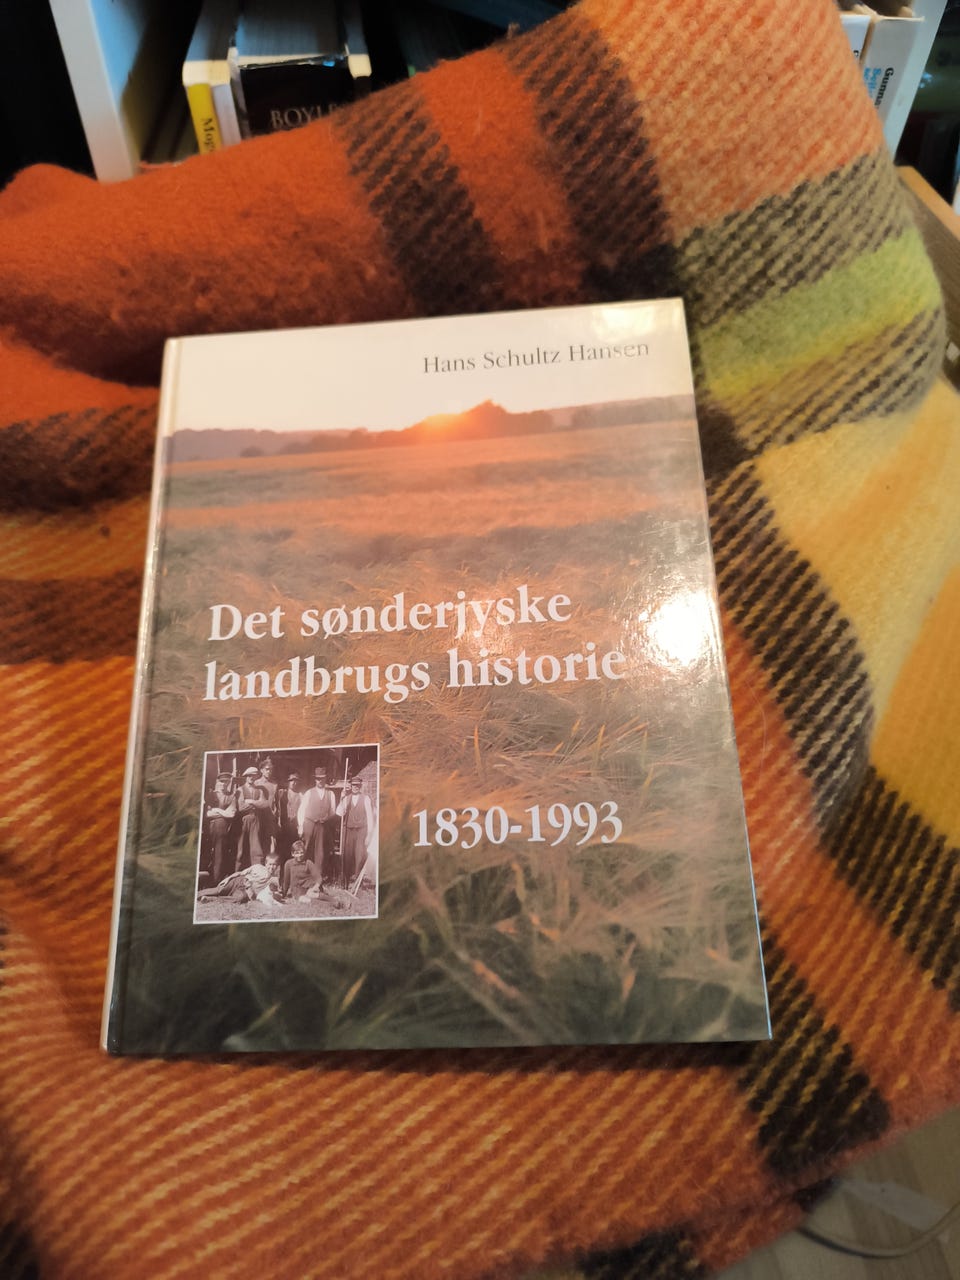 Hans Schultz Hansen
Det sønderjyske
landbrugs historie
1830-1993